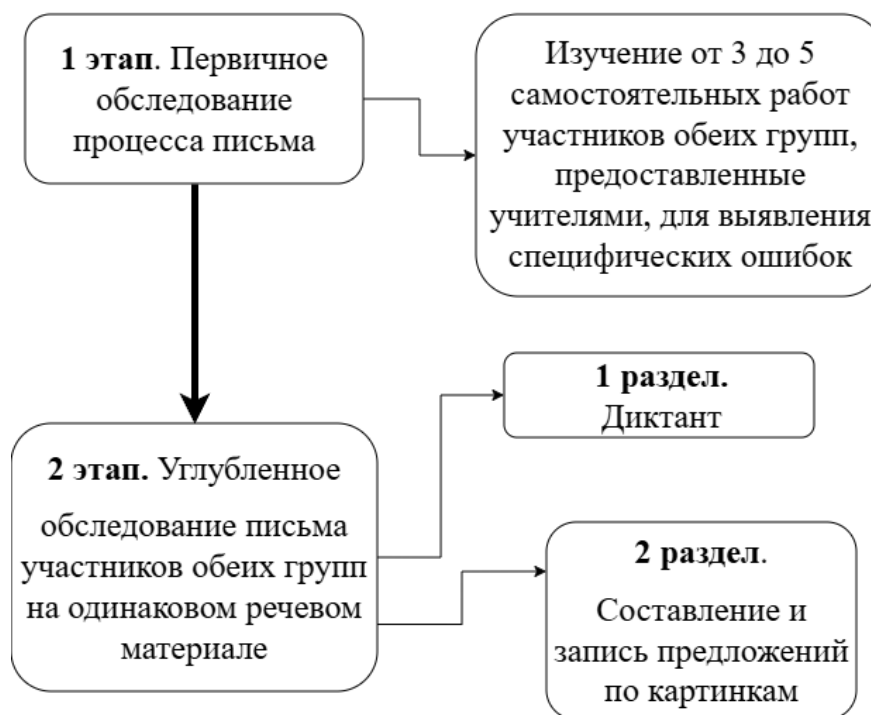 1 этап. Первичное
обследование
процесса письма
Изучение от 3 до 5
самостоятельных работ
участников обеих групп,
предоставленные
учителями, для выявления
специфических ошибок
1 раздел.
Диктант
2 этап. Углубленное
обследование письма
участников обеих групп
на одинаковом речевом
материале
2 раздел.
Составление и
запись предложений
по картинкам